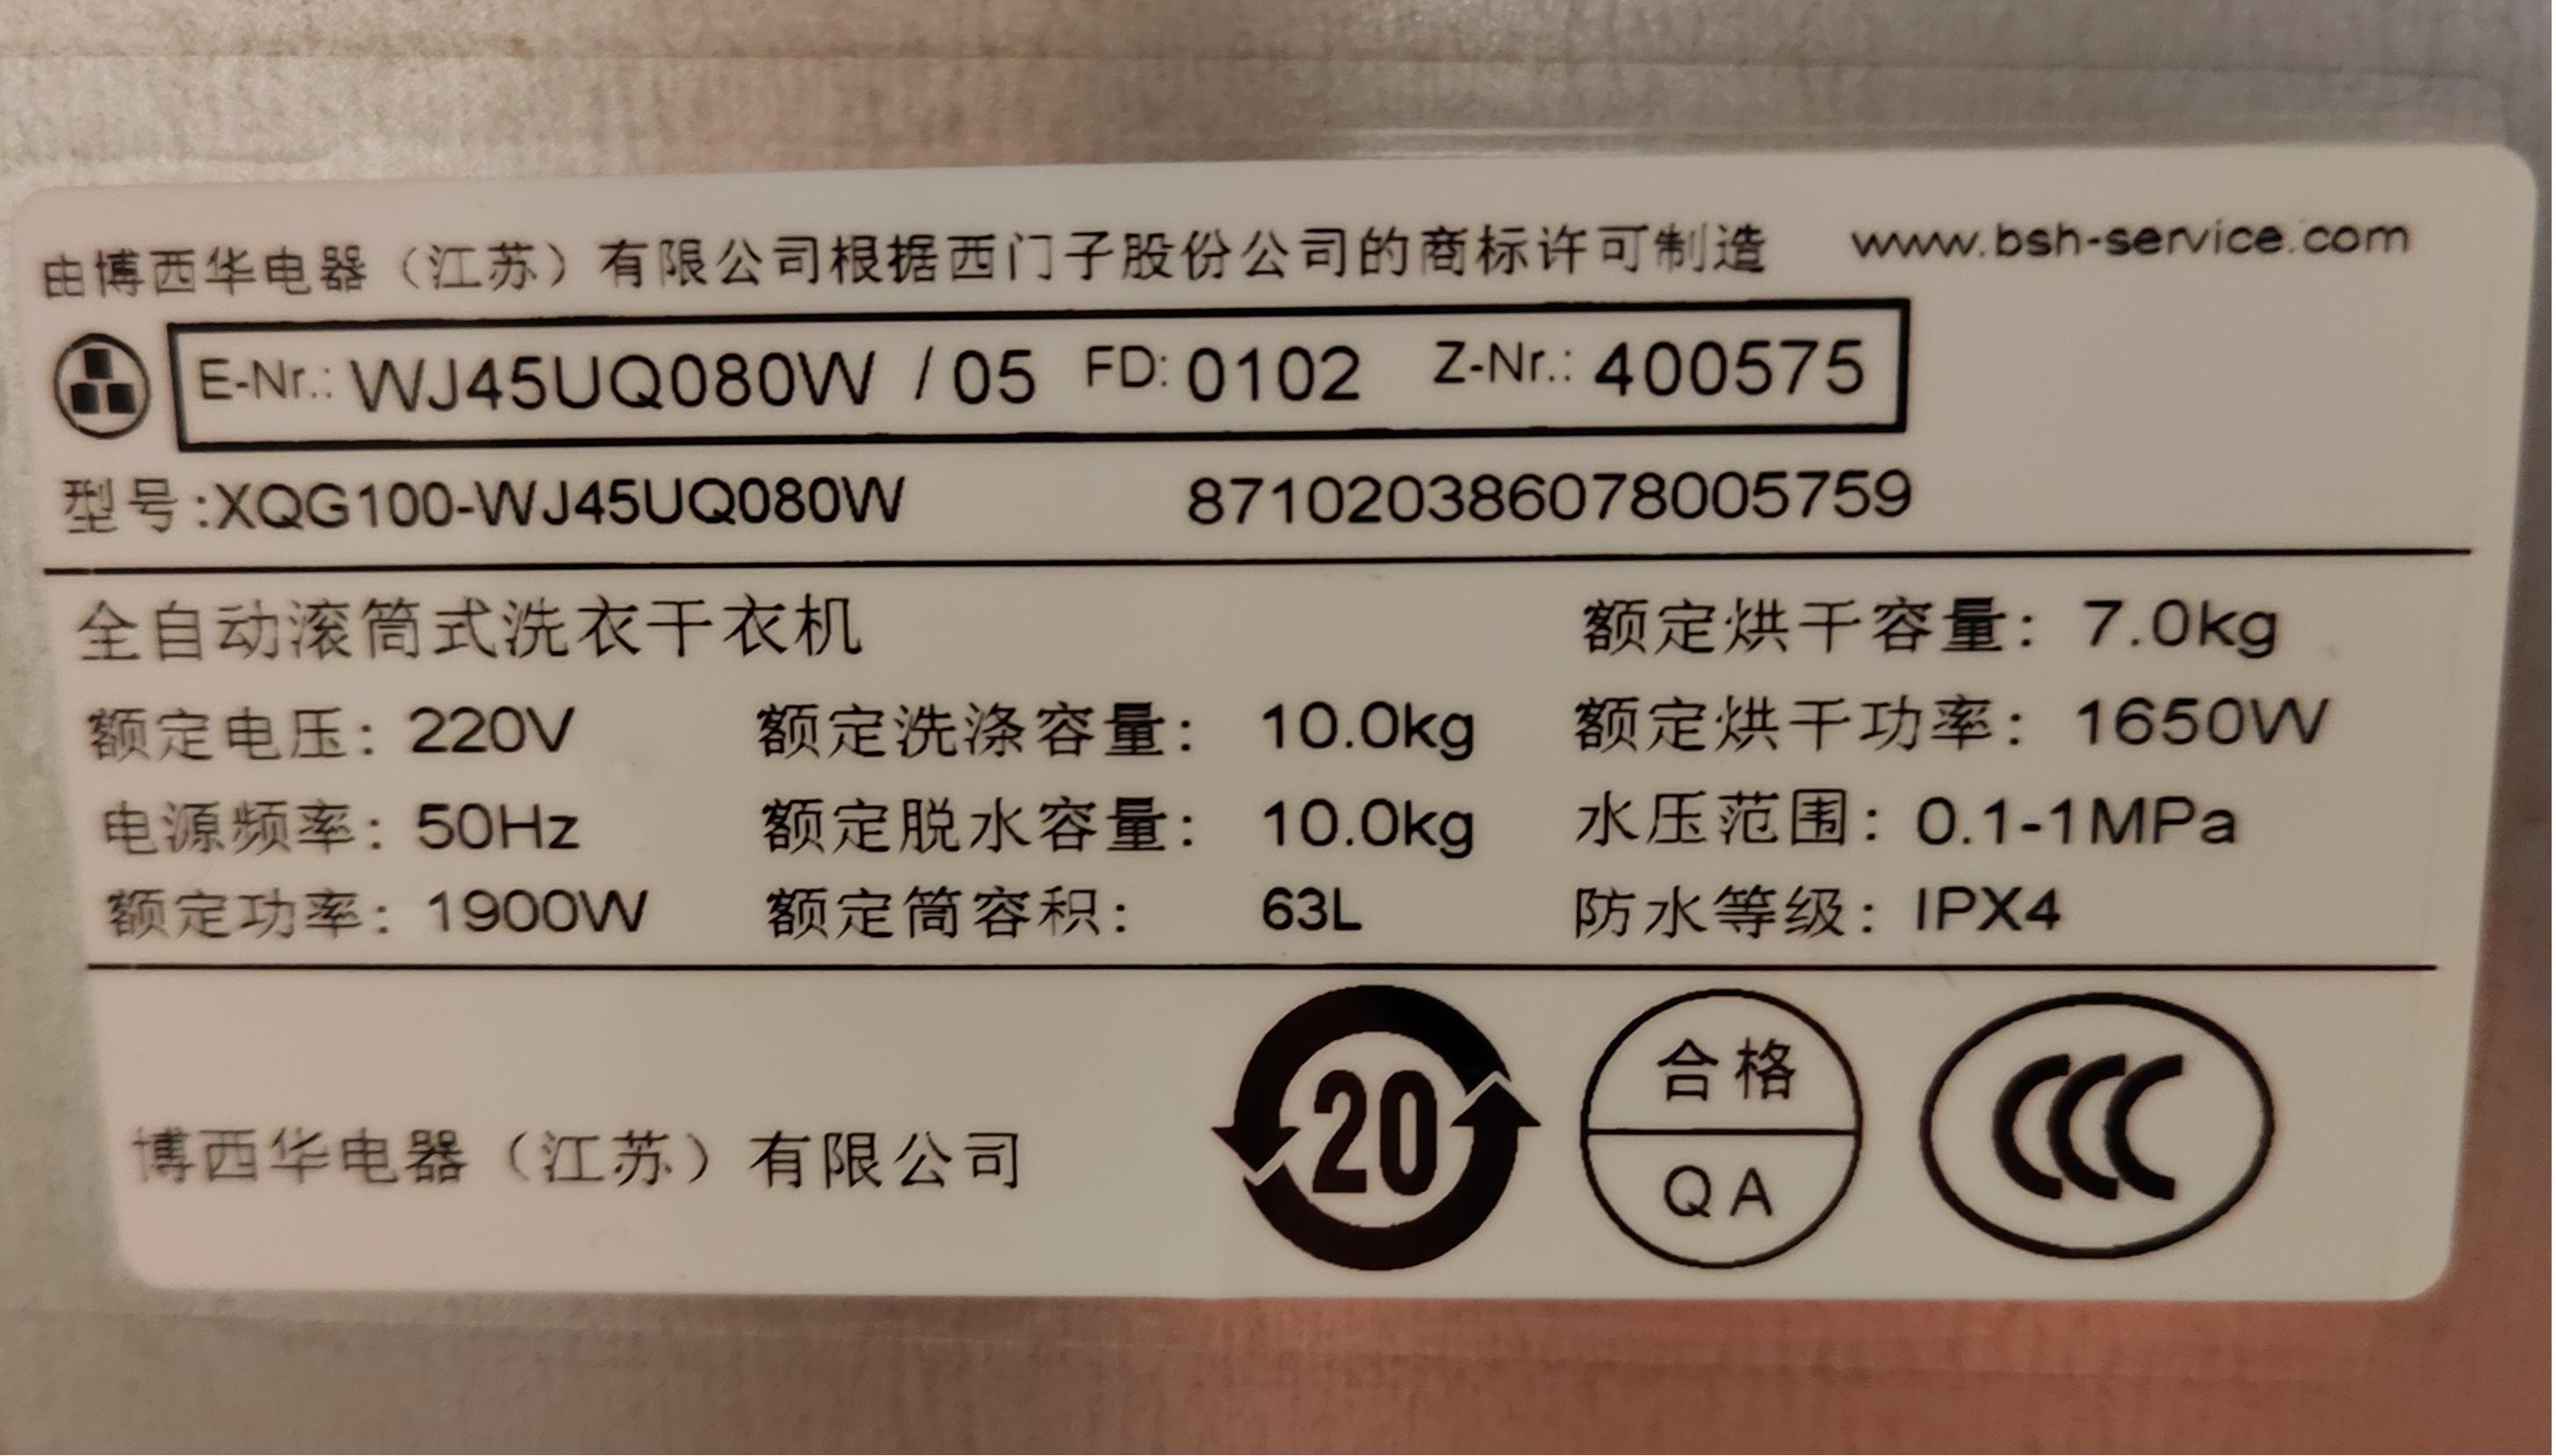 由博西华电器（江苏）有限公司根据西门子股份公司的商标许可制造 www.bsh-service.com
E-Nr.: WJ45UQ080W / 05 FD: 0102 Z-Nr.: 400575
型号:XQG100-WJ45UQ080W 871020386078005759
全自动滚筒式洗衣干衣机 额定烘干容量: 7.0kg
额定电压: 220V 额定洗涤容量: 10.0kg 额定烘干功率: 1650W
电源频率: 50Hz 额定脱水容量: 10.0kg 水压范围: 0.1-1MPa
额定功率: 1900W 额定筒容积: 63L 防水等级: IPX4
博西华电器（江苏）有限公司 20 合格 QA CCC